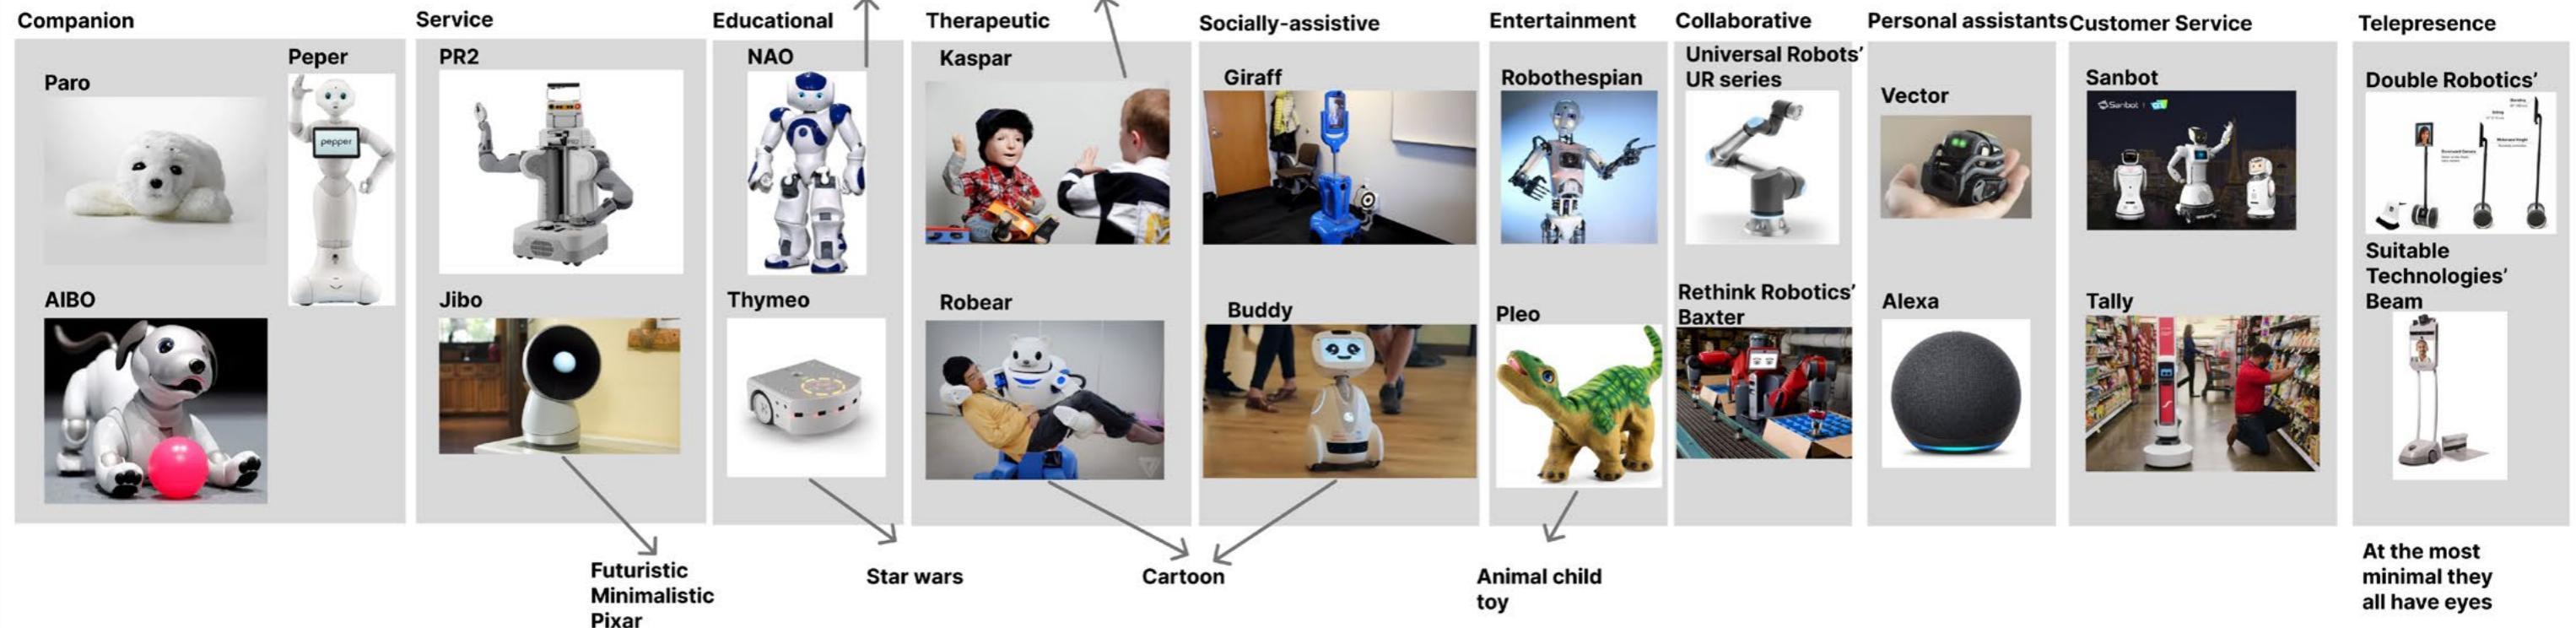 Companion
Service
Educational
Therapeutic
Socially-assistive
Entertainment
Collaborative
Personal assistants
Customer Service
Telepresence
Paro
Peper
pepper
AIBO
PR2
Jibo
NAO
Thymeo
Kaspar
Robear
Giraff
Buddy
Robothespian
Pleo
Universal Robots'
UR series
Rethink Robotics'
Baxter
Vector
Alexa
Sanbot
Sanbot
Tally
Double Robotics'
Suitable
Technologies'
Beam
Futuristic
Minimalistic
Pixar
Star wars
Cartoon
Animal child
toy
At the most
minimal they
all have eyes